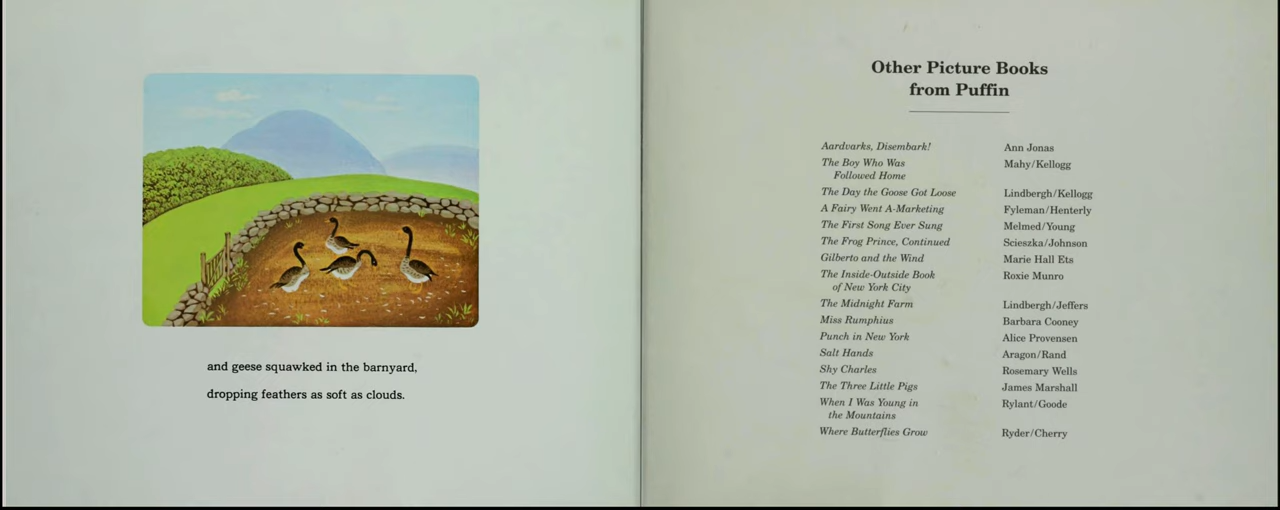 and geese squawked in the barnyard,
dropping feathers as soft as clouds.
Other Picture Books
from Puffin
Aardvarks, Disembark! Ann Jonas
The Boy Who Was Mahy/Kellogg
Followed Home
The Day the Goose Got Loose Lindbergh/Kellogg
A Fairy Went A-Marketing Fyleman/Henterly
The First Song Ever Sung Melmed/Young
The Frog Prince, Continued Scieszka/Johnson
Gilberto and the Wind Marie Hall Ets
The Inside-Outside Book Roxie Munro
of New York City
The Midnight Farm Lindbergh/Jeffers
Miss Rumphius Barbara Cooney
Punch in New York Alice Provensen
Salt Hands Aragon/Rand
Shy Charles Rosemary Wells
The Three Little Pigs James Marshall
When I Was Young in Rylant/Goode
the Mountains
Where Butterflies Grow Ryder/Cherry